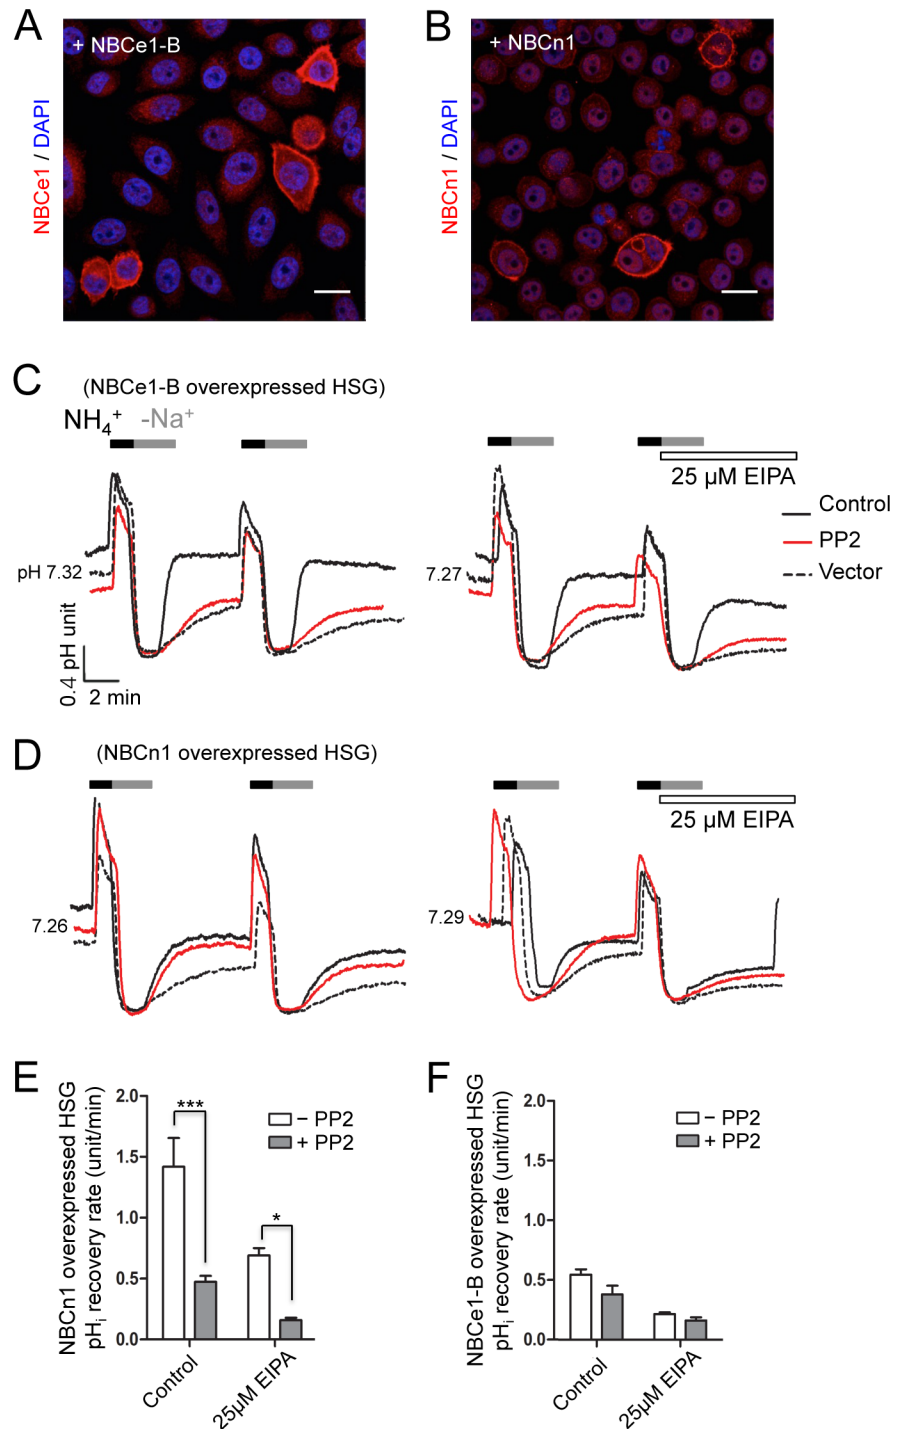 A
+ NBCe1-B
NBCe1 / DAPI
B
+ NBCn1
NBCn1 / DAPI
C
(NBCe1-B overexpressed HSG)
NH4+ -Na+
25 µM EIPA
Control
PP2
Vector
pH 7.32
7.27
0.4 pH unit
2 min
D
(NBCn1 overexpressed HSG)
25 µM EIPA
7.26
7.29
E
NBCn1 overexpressed HSG
pHi recovery rate (unit/min)
2.0
1.5
1.0
0.5
0.0
***
*
− PP2
+ PP2
Control
25µM EIPA
F
NBCe1-B overexpressed HSG
pHi recovery rate (unit/min)
2.0
1.5
1.0
0.5
0.0
− PP2
+ PP2
Control
25µM EIPA